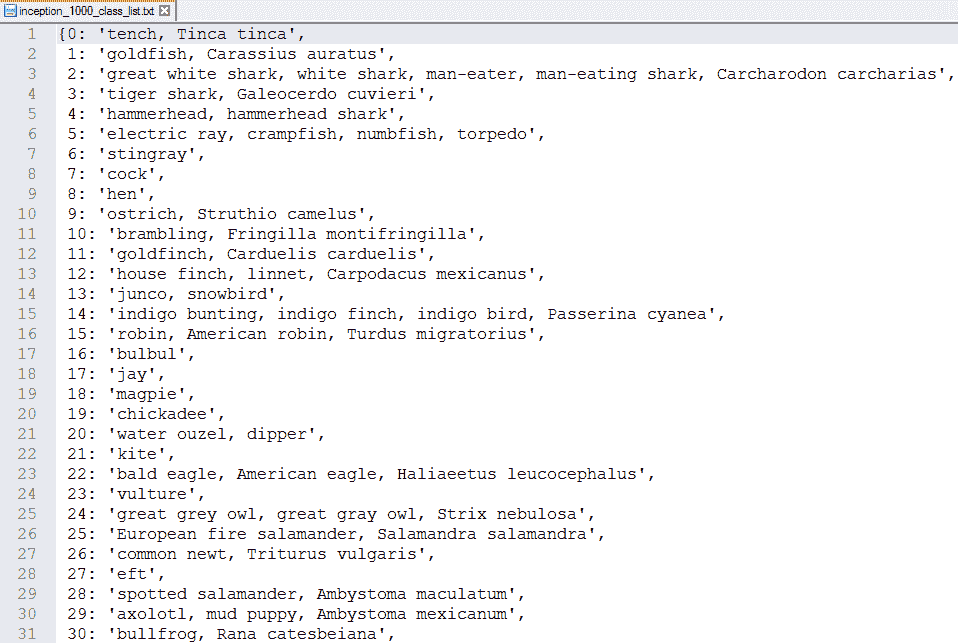 inception_1000_class_list.txt
1 {0: 'tench, Tinca tinca',
2 1: 'goldfish, Carassius auratus',
3 2: 'great white shark, white shark, man-eater, man-eating shark, Carcharodon carcharias',
4 3: 'tiger shark, Galeocerdo cuvieri',
5 4: 'hammerhead, hammerhead shark',
6 5: 'electric ray, crampfish, numbfish, torpedo',
7 6: 'stingray',
8 7: 'cock',
9 8: 'hen',
10 9: 'ostrich, Struthio camelus',
11 10: 'brambling, Fringilla montifringilla',
12 11: 'goldfinch, Carduelis carduelis',
13 12: 'house finch, linnet, Carpodacus mexicanus',
14 13: 'junco, snowbird',
15 14: 'indigo bunting, indigo finch, indigo bird, Passerina cyanea',
16 15: 'robin, American robin, Turdus migratorius',
17 16: 'bulbul',
18 17: 'jay',
19 18: 'magpie',
20 19: 'chickadee',
21 20: 'water ouzel, dipper',
22 21: 'kite',
23 22: 'bald eagle, American eagle, Haliaeetus leucocephalus',
24 23: 'vulture',
25 24: 'great grey owl, great gray owl, Strix nebulosa',
26 25: 'European fire salamander, Salamandra salamandra',
27 26: 'common newt, Triturus vulgaris',
28 27: 'eft',
29 28: 'spotted salamander, Ambystoma maculatum',
30 29: 'axolotl, mud puppy, Ambystoma mexicanum',
31 30: 'bullfrog, Rana catesbeiana',